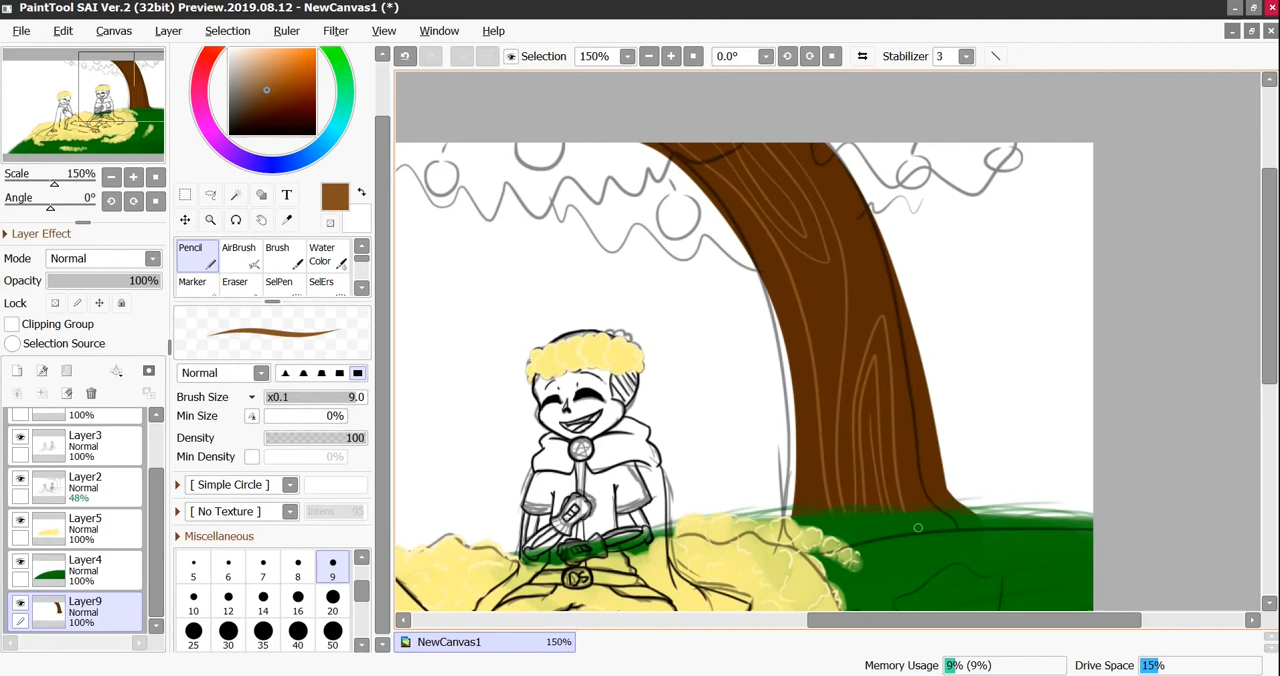 PaintTool SAI Ver.2 (32bit) Preview.2019.08.12 - NewCanvas1 (*)
File Edit Canvas Layer Selection Ruler Filter View Window Help
Selection 150% 0.0° Stabilizer 3
Scale 150%
Angle 0°
Layer Effect
Mode Normal
Opacity 100%
Lock
Clipping Group
Selection Source
100%
Layer3
Normal
100%
Layer2
Normal
48%
Layer5
Normal
100%
Layer4
Normal
100%
Layer9
Normal
100%
T
Pencil AirBrush Brush Water Color
Marker Eraser SelPen SelErs
Normal
Brush Size x0.1 9.0
Min Size 0%
Density 100
Min Density 0%
[ Simple Circle ]
[ No Texture ] Intens 95
Miscellaneous
5 6 7 8 9
10 12 14 16 20
25 30 35 40 50
NewCanvas1 150%
Memory Usage 9% (9%) Drive Space 15%